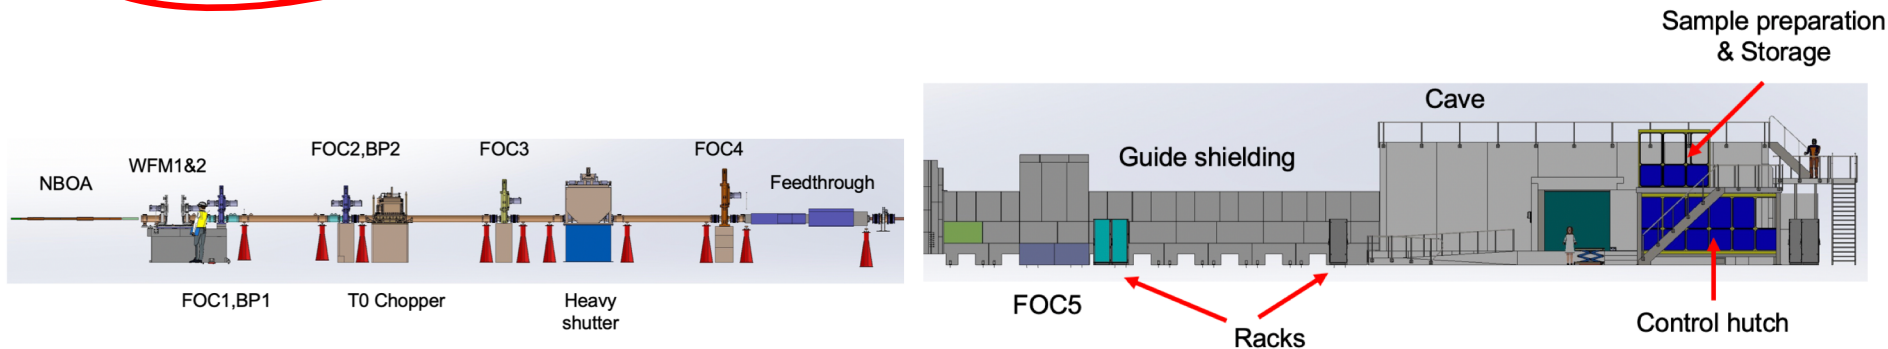 NBOA
WFM1&2
FOC2,BP2
FOC3
FOC4
Feedthrough
FOC1,BP1
T0 Chopper
Heavy
shutter
Sample preparation
& Storage
Cave
Guide shielding
FOC5
Racks
Control hutch